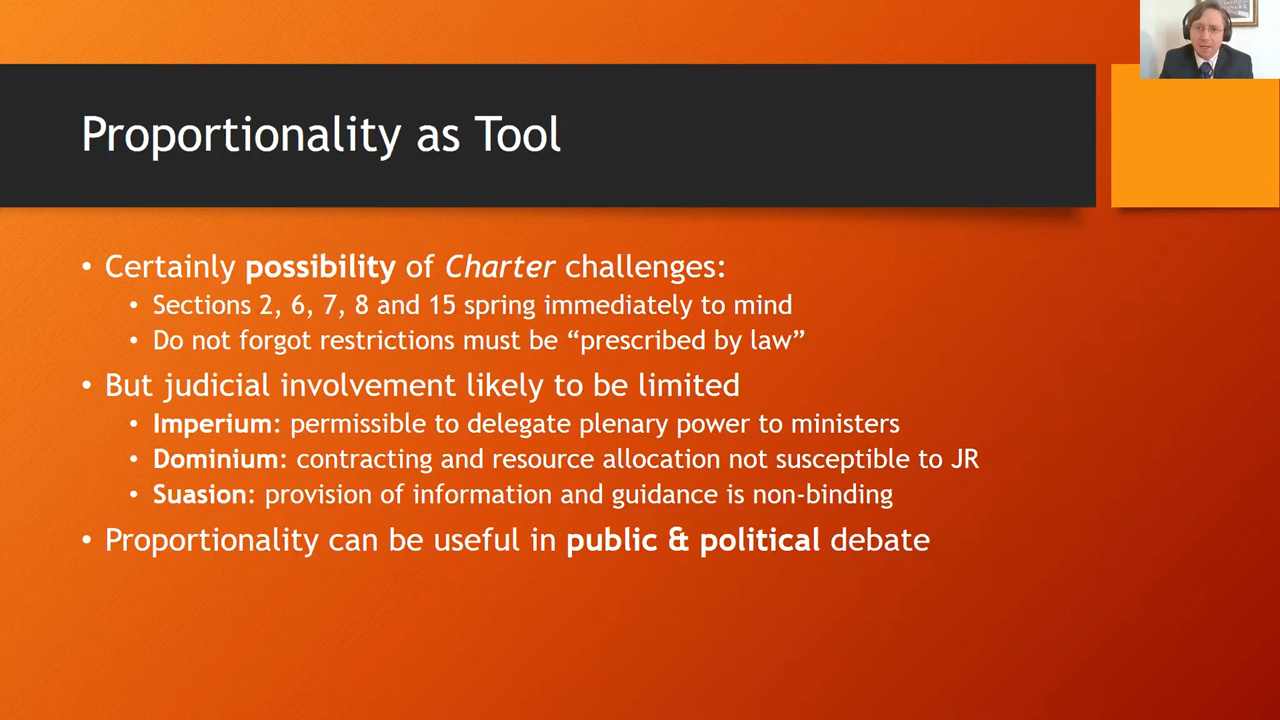 Proportionality as Tool
• Certainly possibility of Charter challenges:
• Sections 2, 6, 7, 8 and 15 spring immediately to mind
• Do not forgot restrictions must be “prescribed by law”
• But judicial involvement likely to be limited
• Imperium: permissible to delegate plenary power to ministers
• Dominium: contracting and resource allocation not susceptible to JR
• Suasion: provision of information and guidance is non-binding
• Proportionality can be useful in public & political debate